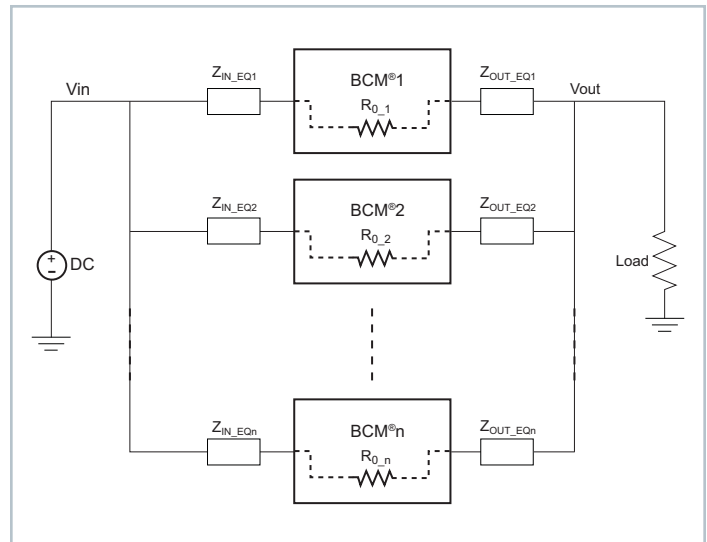 Vin
Z_IN_EQ1
BCM®1
R_0_1
Z_OUT_EQ1
Vout
Z_IN_EQ2
BCM®2
R_0_2
Z_OUT_EQ2
+
–
DC
Load
Z_IN_EQn
BCM®n
R_0_n
Z_OUT_EQn